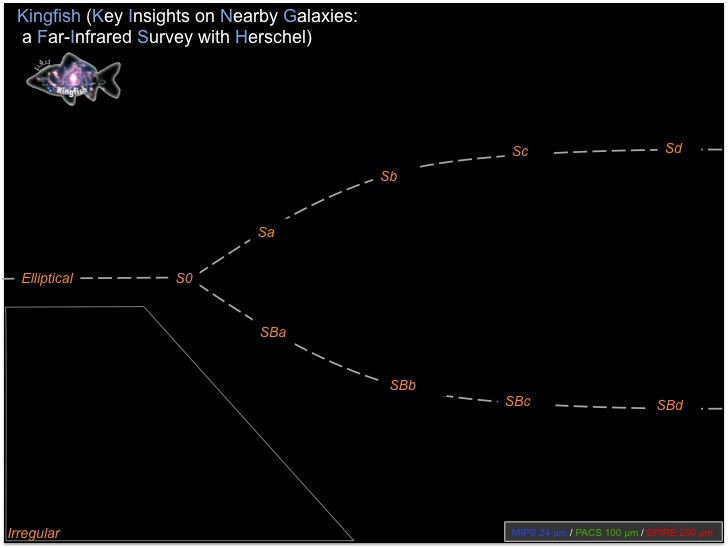 Kingfish (Key Insights on Nearby Galaxies:
a Far-Infrared Survey with Herschel)
Kingfish
Sc
Sd
Sb
Sa
Elliptical
S0
SBa
SBb
SBc
SBd
Irregular
MIPS 24 µm / PACS 100 µm / SPIRE 250 µm